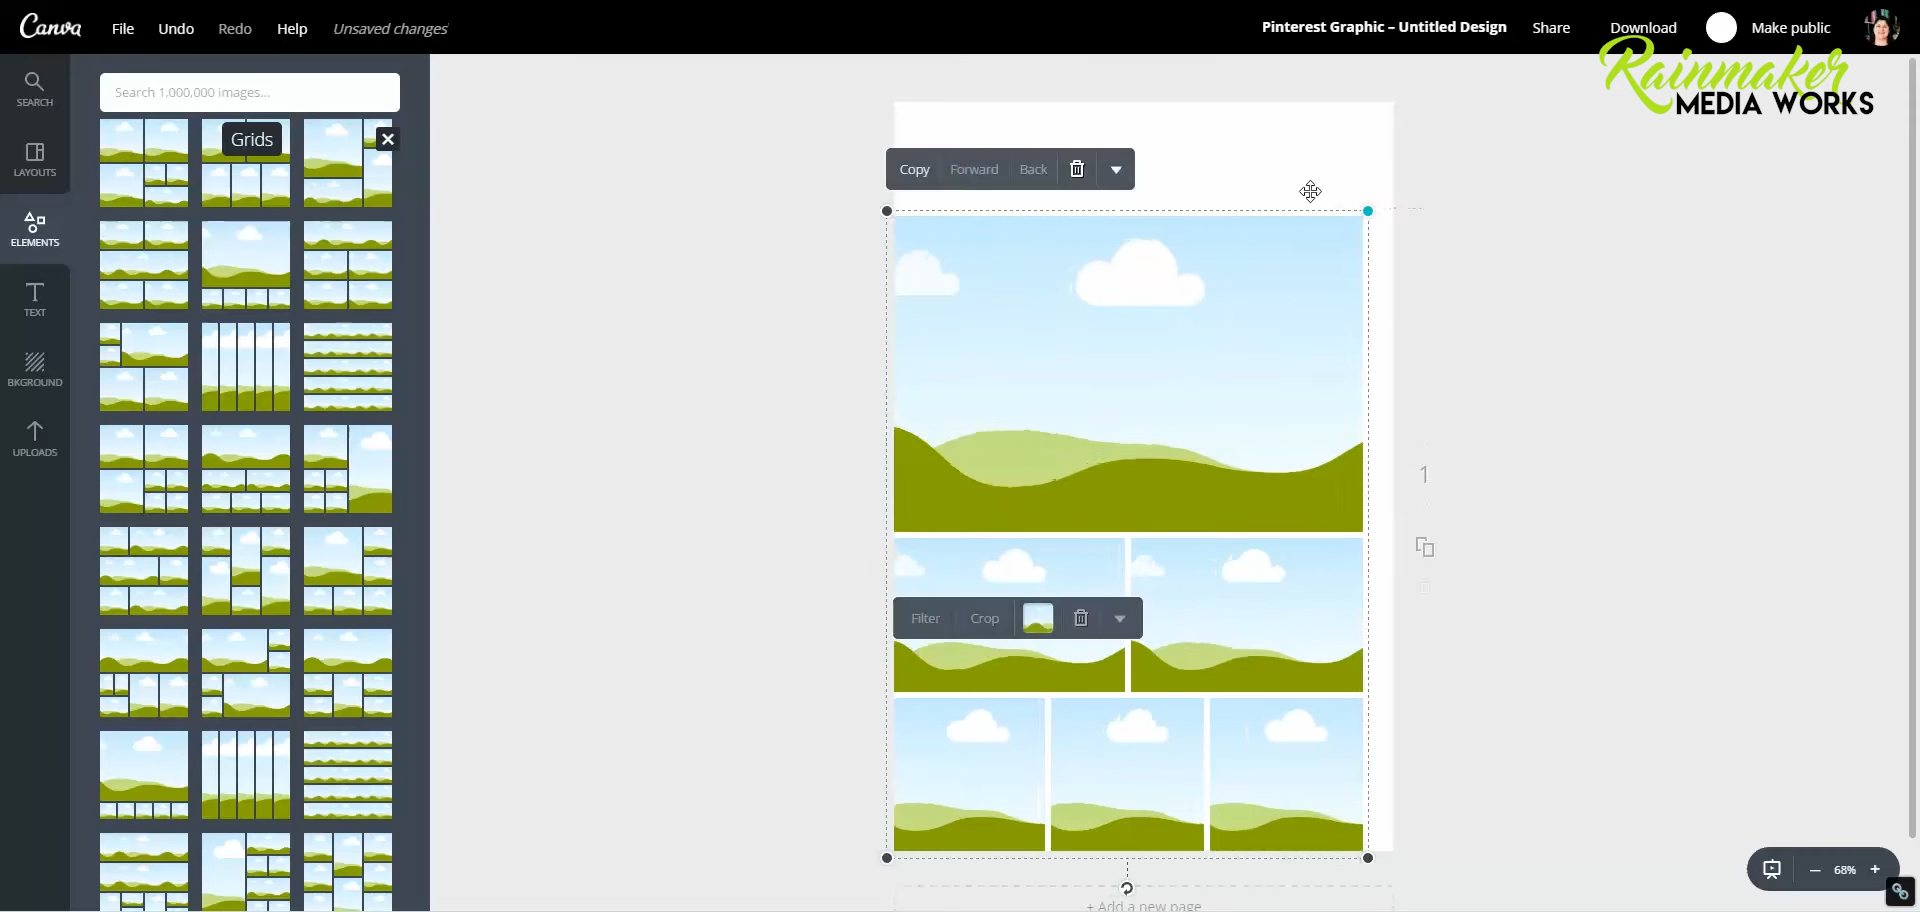 Canva File Undo Redo Help Unsaved changes Pinterest Graphic – Untitled Design Share Download Make public
Rainmaker
MEDIA WORKS
Search 1,000,000 images...
SEARCH
Grids
LAYOUTS
Copy Forward Back
ELEMENTS
TEXT
BKGROUND
UPLOADS
1
Filter Crop
68%
+ Add a new page